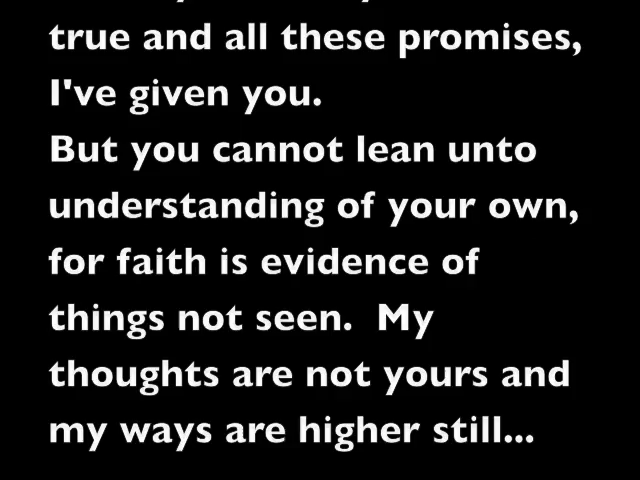 true and all these promises,
I've given you.
But you cannot lean unto
understanding of your own,
for faith is evidence of
things not seen.  My
thoughts are not yours and
my ways are higher still...